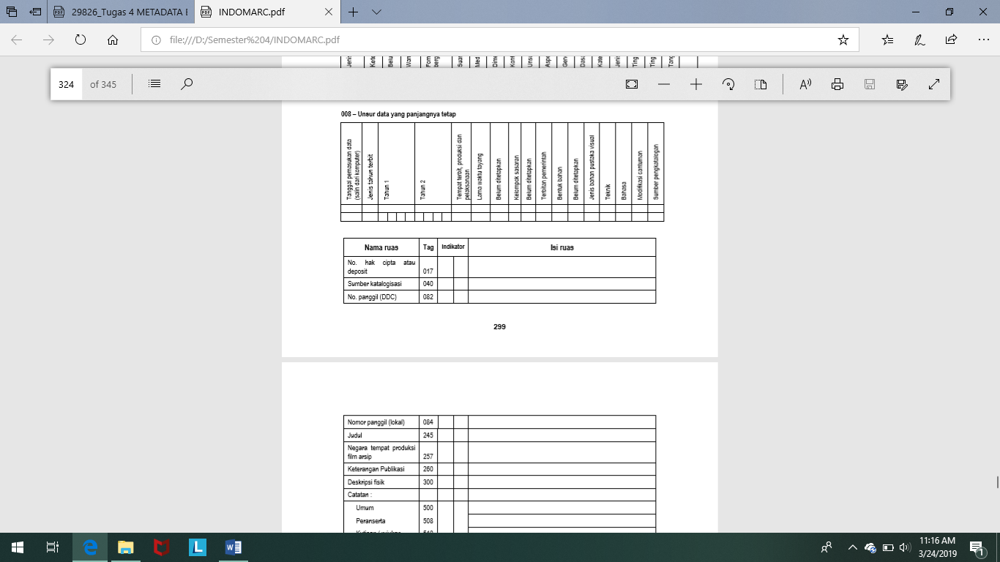 29826_Tugas 4 METADATA E
INDOMARC.pdf
file:///D:/Semester%204/INDOMARC.pdf
324 of 345
008 – Unsur data yang panjangnya tetap
Tanggal pemasukan data
(salin dari komputer)
Jenis tahun terbit
Tahun 1
Tahun 2
Tempat terbit, produksi dan
pelaksanaan
Lama waktu tayang
Belum ditetapkan
Kelompok sasaran
Belum ditetapkan
Terbitan pemerintah
Bentuk bahan
Belum ditetapkan
Jenis bahan pustaka visual
Teknik
Bahasa
Modifikasi cantuman
Sumber pengkatalogan
Nama ruas Tag Indikator Isi ruas
No. hak cipta atau
deposit 017
Sumber katalogisasi 040
No. panggil (DDC) 082
299
Nomor panggil (lokal) 084
Judul 245
Negara tempat produksi
film arsip 257
Keterangan Publikasi 260
Deskripsi fisik 300
Catatan :
Umum 500
Peranserta 508
11:16 AM
3/24/2019